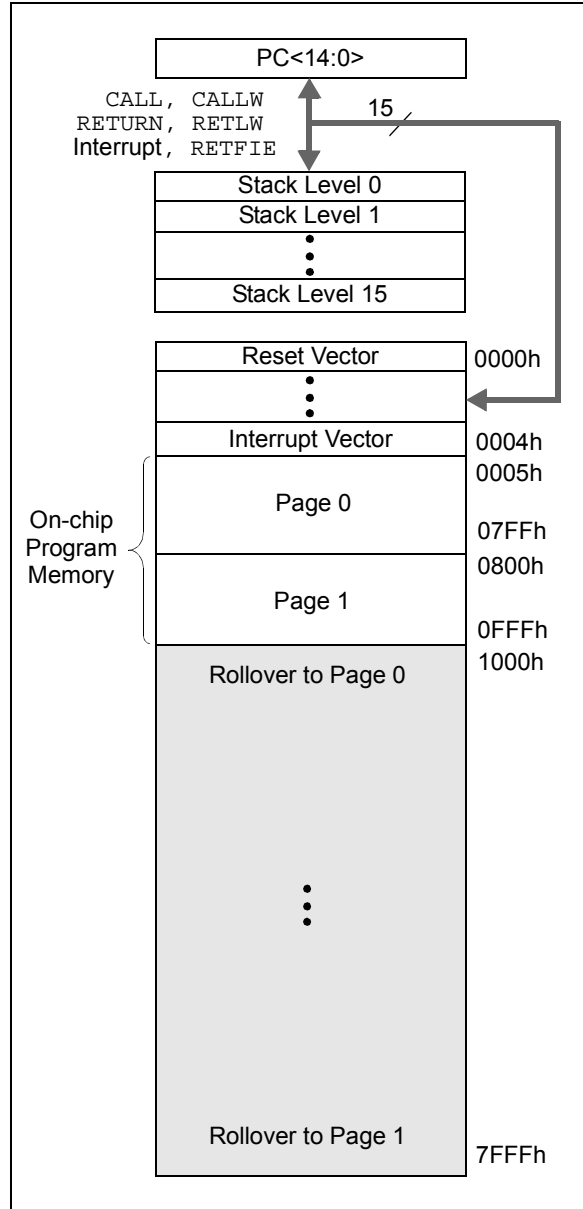 PC<14:0>
CALL, CALLW
15
RETURN, RETLW
Interrupt, RETFIE
Stack Level 0
Stack Level 1
Stack Level 15
Reset Vector
0000h
Interrupt Vector
0004h
0005h
Page 0
On-chip
Program
Memory
07FFh
0800h
Page 1
0FFFh
1000h
Rollover to Page 0
Rollover to Page 1
7FFFh